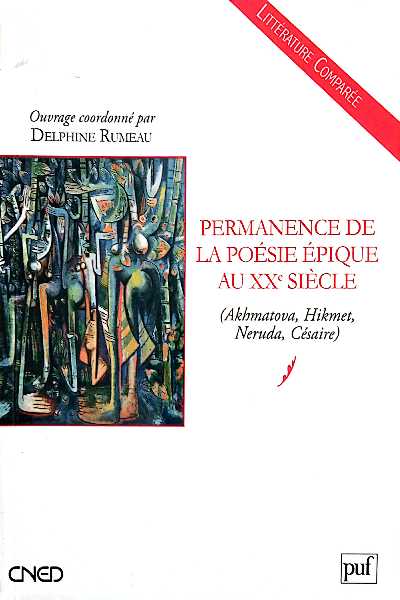 LITTÉRATURE COMPARÉE
Ouvrage coordonné par
DELPHINE RUMEAU
PERMANENCE DE
LA POÉSIE ÉPIQUE
AU XXe SIÈCLE
(Akhmatova, Hikmet,
Neruda, Césaire)
CNED
puf